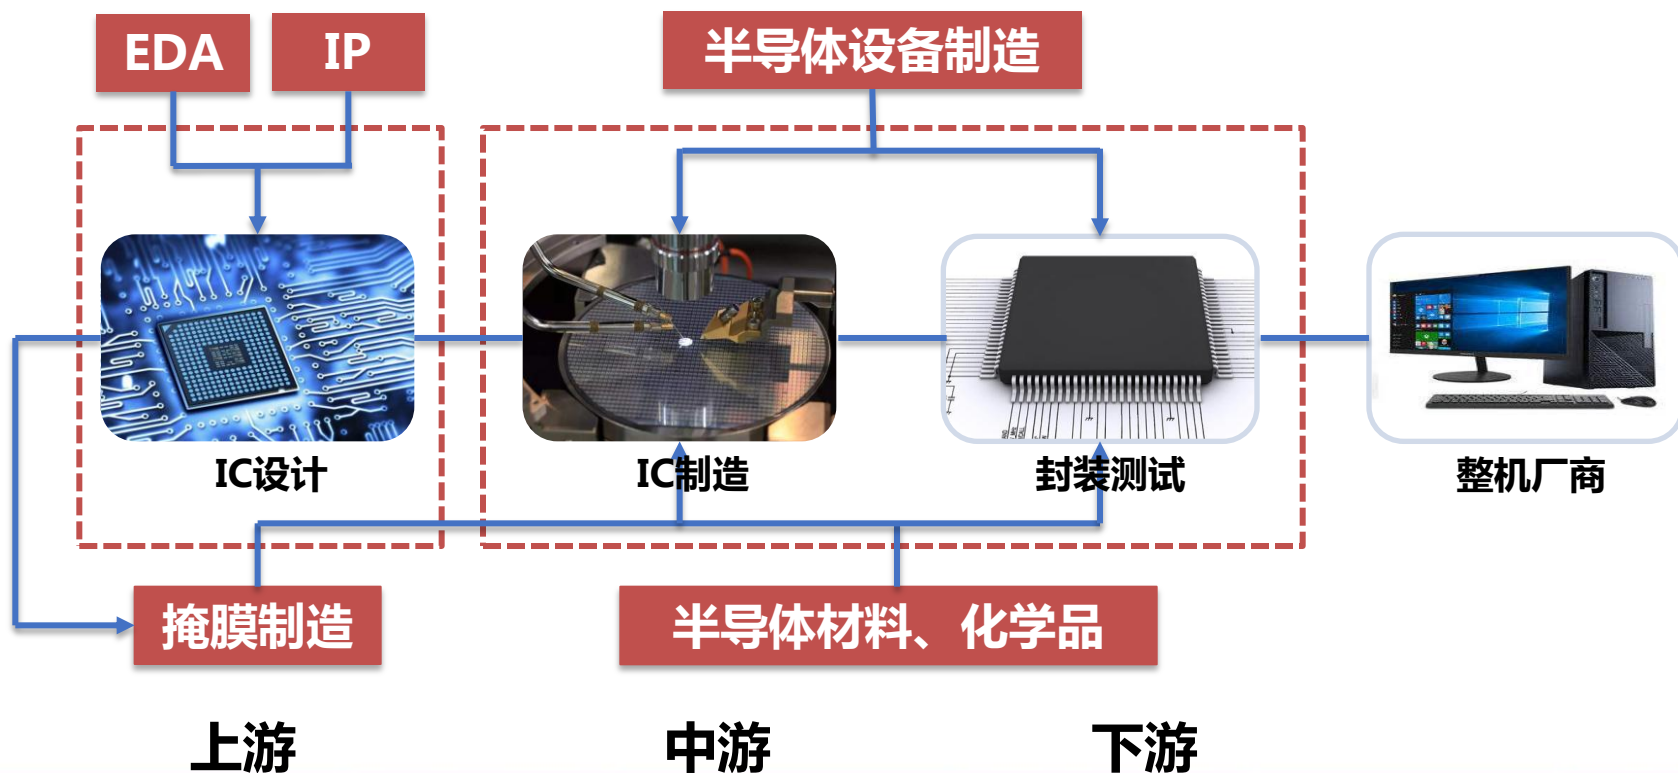 EDA
IP
半导体设备制造
IC设计
IC制造
封装测试
整机厂商
掩膜制造
半导体材料、化学品
上游
中游
下游